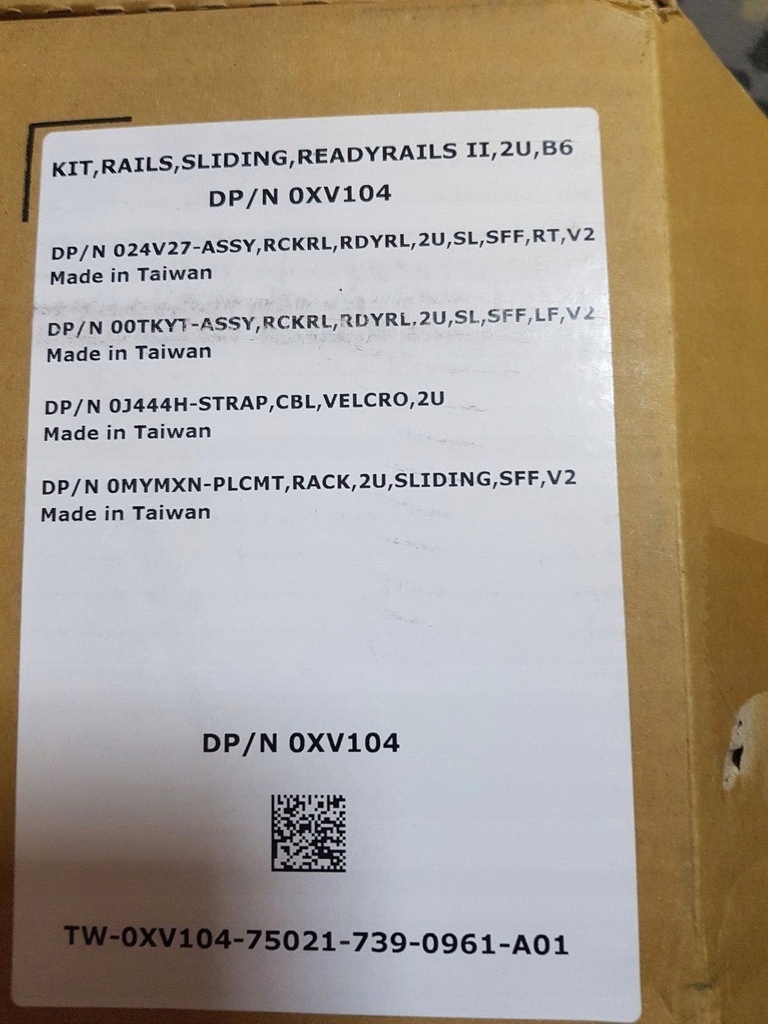 KIT,RAILS,SLIDING,READYRAILS II,2U,B6
DP/N 0XV104
DP/N 024V27-ASSY,RCKRL,RDYRL,2U,SL,SFF,RT,V2
Made in Taiwan
DP/N 00TKYT-ASSY,RCKRL,RDYRL,2U,SL,SFF,LF,V2
Made in Taiwan
DP/N 0J444H-STRAP,CBL,VELCRO,2U
Made in Taiwan
DP/N 0MYMXN-PLCMT,RACK,2U,SLIDING,SFF,V2
Made in Taiwan
DP/N 0XV104
TW-0XV104-75021-739-0961-A01